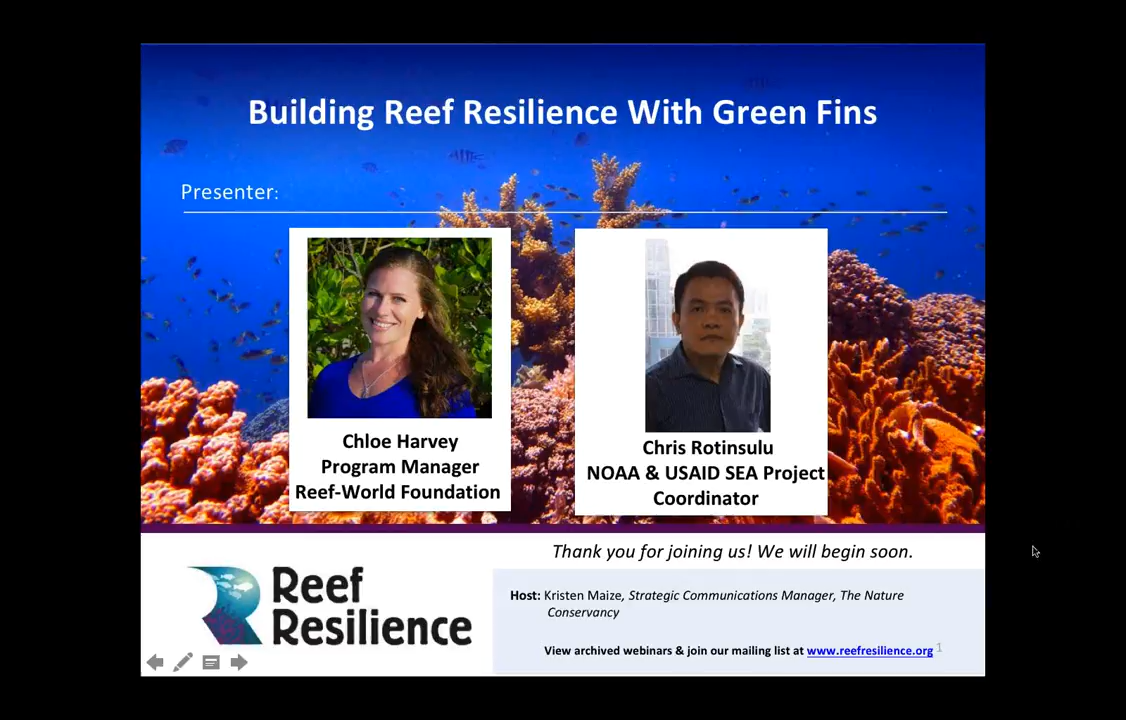 Building Reef Resilience With Green Fins
Presenter:
Chloe Harvey
Program Manager
Reef-World Foundation
Chris Rotinsulu
NOAA & USAID SEA Project
Coordinator
Thank you for joining us! We will begin soon.
Reef
Resilience
Host: Kristen Maize, Strategic Communications Manager, The Nature
Conservancy
View archived webinars & join our mailing list at www.reefresilience.org 1